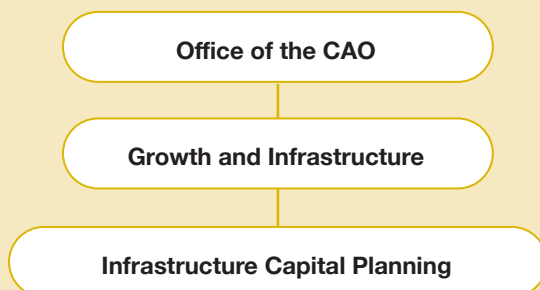 Office of the CAO
Growth and Infrastructure
Infrastructure Capital Planning